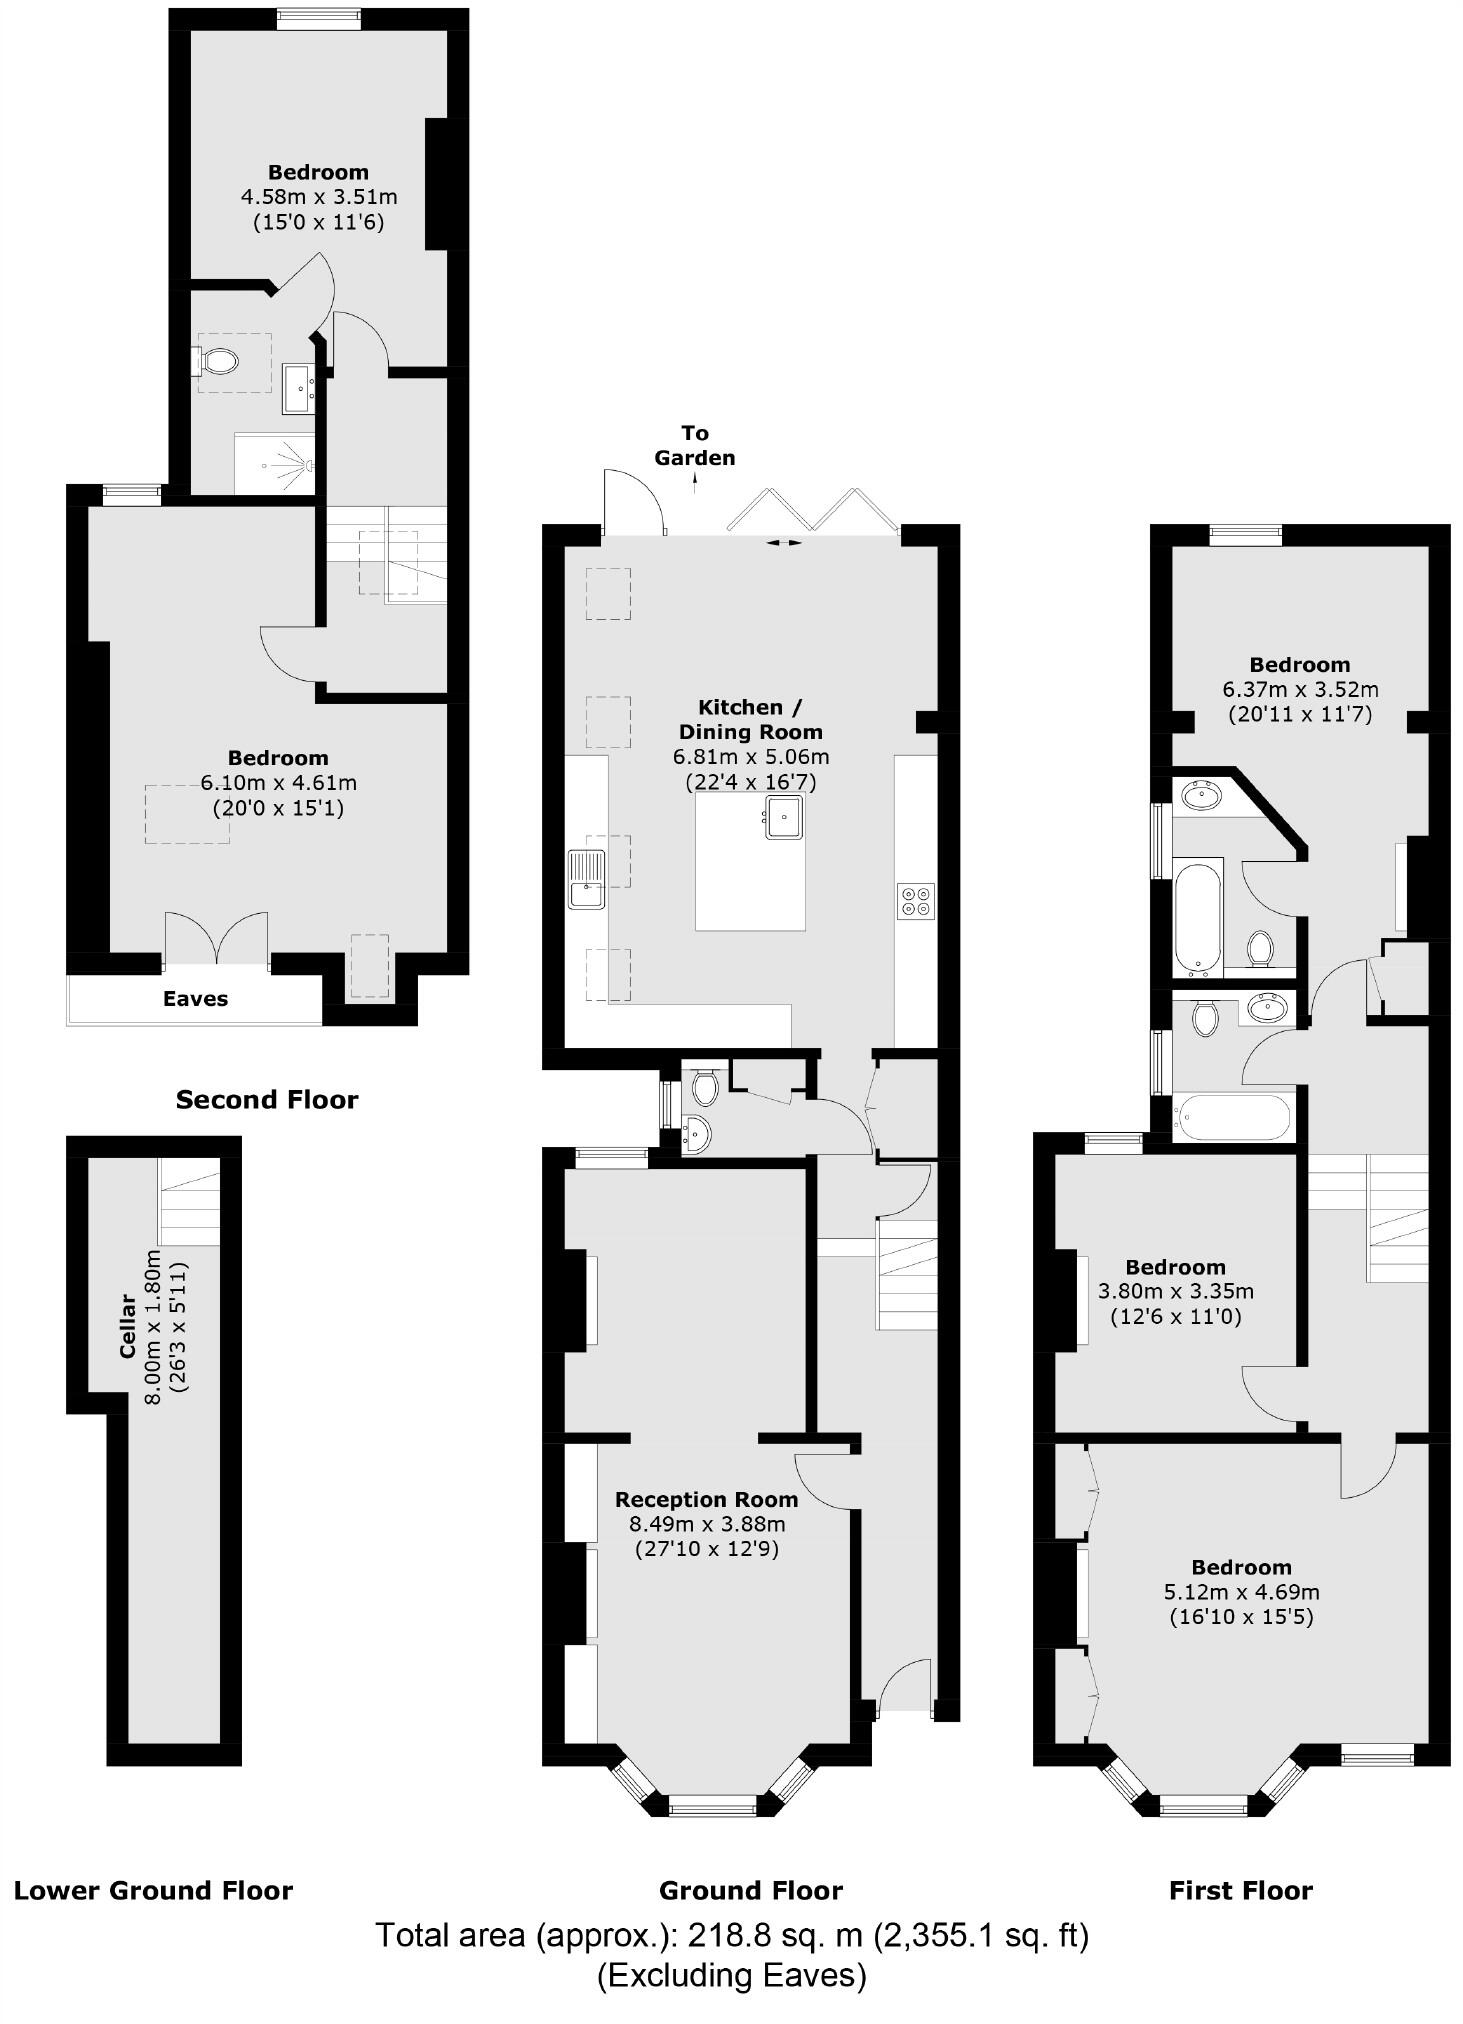 Bedroom
4.58m x 3.51m
(15'0 x 11'6)
Bedroom
6.10m x 4.61m
(20'0 x 15'1)
Eaves
Second Floor
Cellar
8.00m x 1.80m
(26'3 x 5'11)
Lower Ground Floor
To
Garden
Kitchen /
Dining Room
6.81m x 5.06m
(22'4 x 16'7)
Reception Room
8.49m x 3.88m
(27'10 x 12'9)
Ground Floor
Bedroom
6.37m x 3.52m
(20'11 x 11'7)
Bedroom
3.80m x 3.35m
(12'6 x 11'0)
Bedroom
5.12m x 4.69m
(16'10 x 15'5)
First Floor
Total area (approx.): 218.8 sq. m (2,355.1 sq. ft)
(Excluding Eaves)